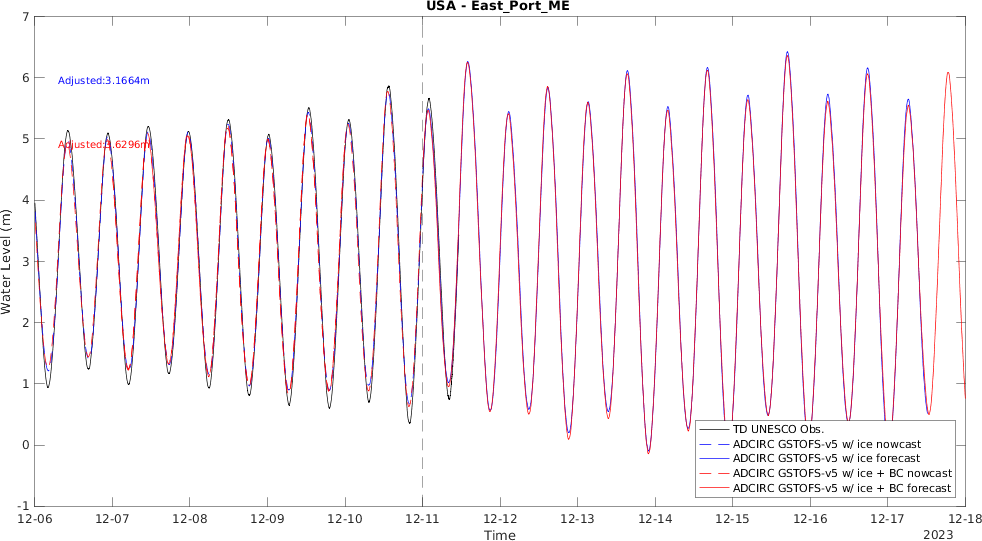 USA - East_Port_ME
7
6
5
4
3
2
1
0
-1
Water Level (m)
Adjusted:3.1664m
Adjusted:3.6296m
TD UNESCO Obs.
ADCIRC GSTOFS-v5 w/ ice nowcast
ADCIRC GSTOFS-v5 w/ ice forecast
ADCIRC GSTOFS-v5 w/ ice + BC nowcast
ADCIRC GSTOFS-v5 w/ ice + BC forecast
12-06 12-07 12-08 12-09 12-10 12-11 12-12 12-13 12-14 12-15 12-16 12-17 12-18
Time
2023